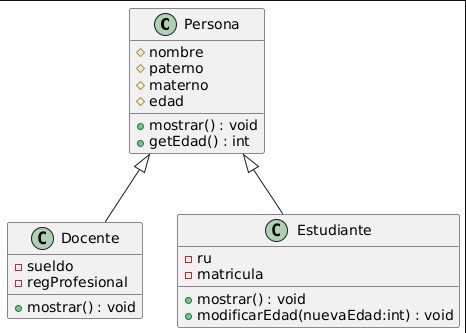 C Persona
nombre
paterno
materno
edad
mostrar() : void
getEdad() : int
C Docente
sueldo
regProfesional
mostrar() : void
C Estudiante
ru
matricula
mostrar() : void
modificarEdad(nuevaEdad:int) : void